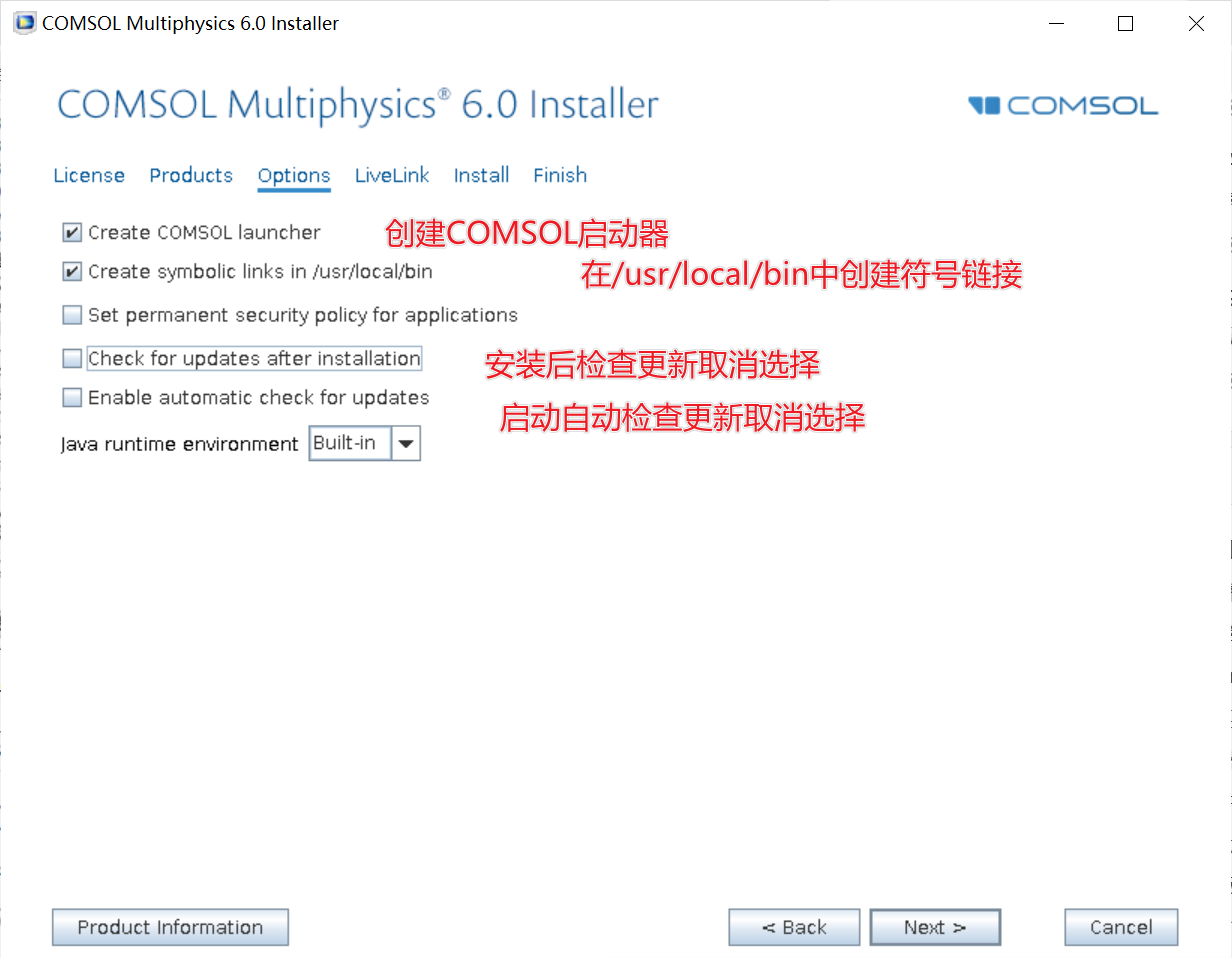 COMSOL Multiphysics 6.0 Installer
COMSOL Multiphysics® 6.0 Installer
COMSOL
License Products Options LiveLink Install Finish
Create COMSOL launcher 创建COMSOL启动器
Create symbolic links in /usr/local/bin 在/usr/local/bin中创建符号链接
Set permanent security policy for applications
Check for updates after installation 安装后检查更新取消选择
Enable automatic check for updates 启动自动检查更新取消选择
Java runtime environment Built-in
Product Information < Back Next > Cancel